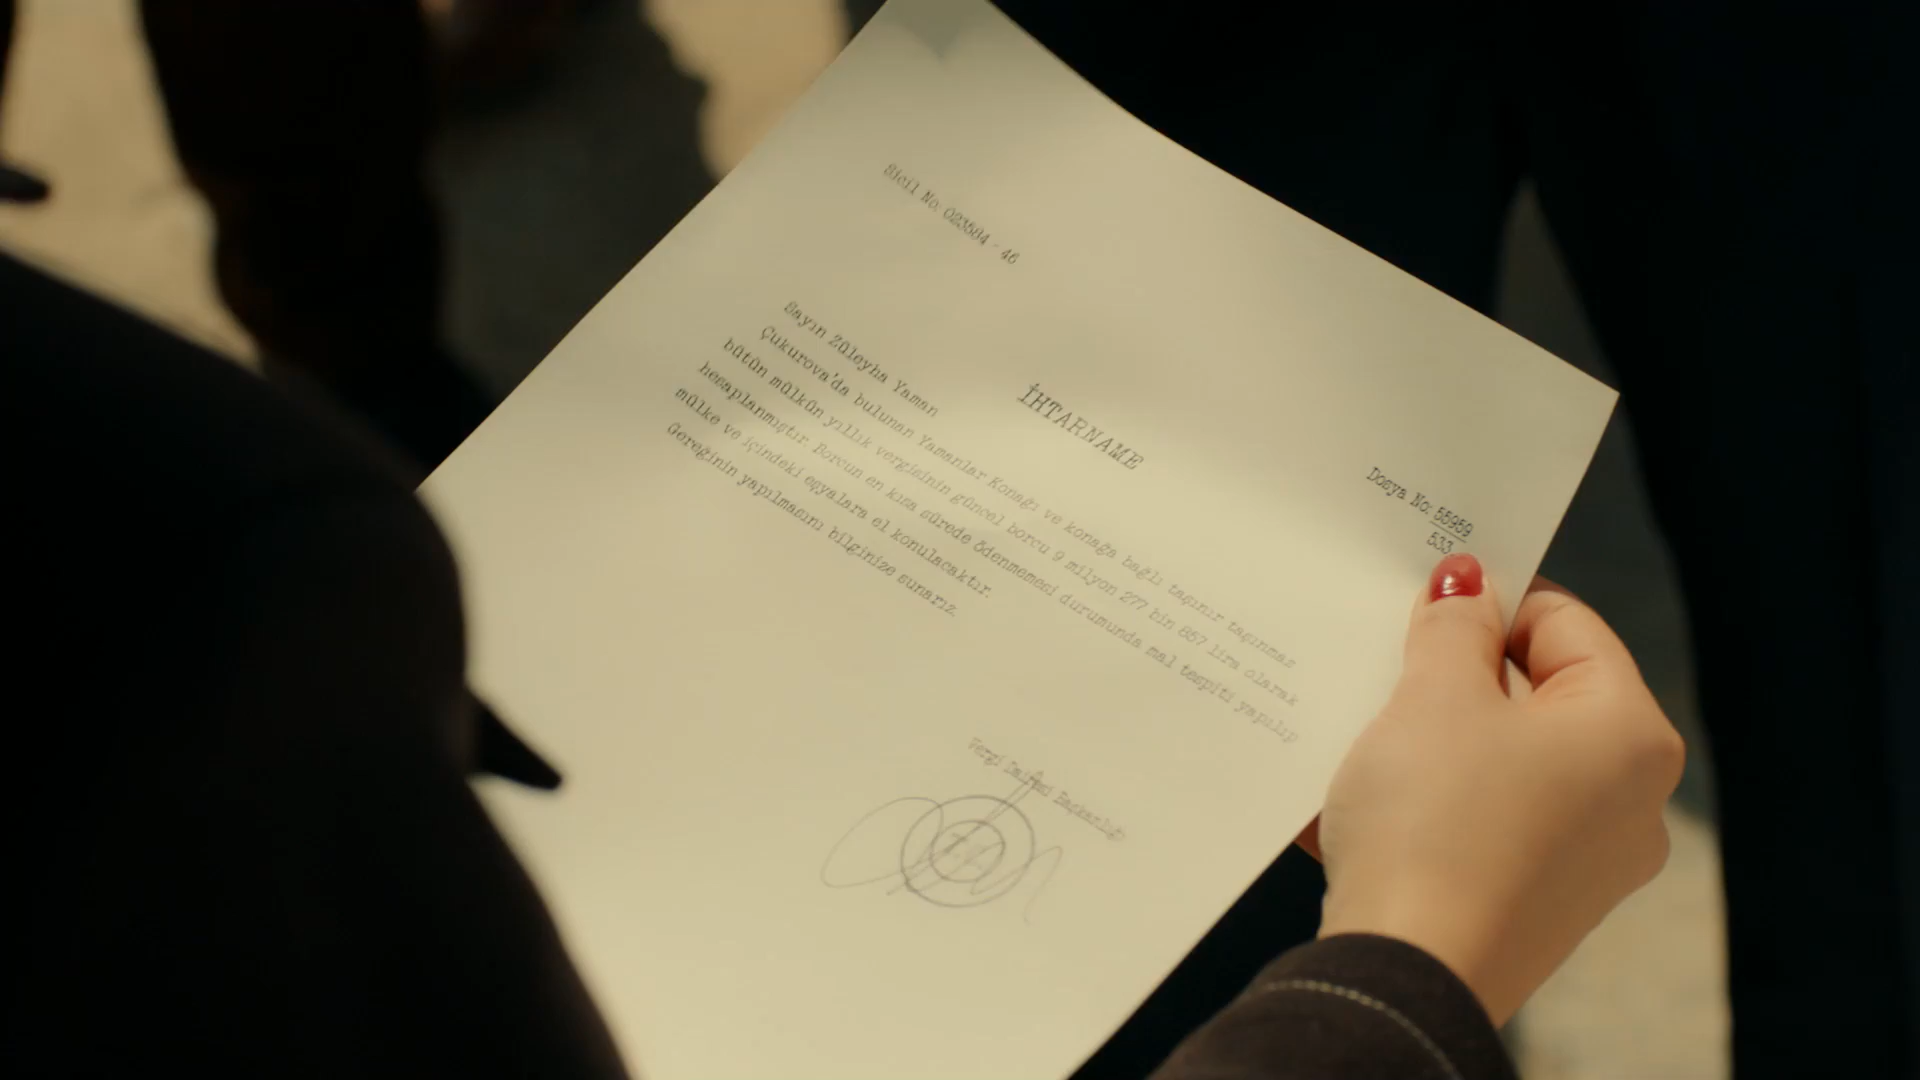 Sicil No: 023584 - 46
Dosya No: 55959
533
İHTARNAME
Sayın Züleyha Yaman
Çukurova'da bulunan Yamanlar Konağı ve konağa bağlı taşınır taşınmaz
bütün mülkün yıllık vergisinin güncel borcu 9 milyon 277 bin 857 lira olarak
hesaplanmıştır. Borcun en kısa sürede ödenmemesi durumunda mal tespiti yapılıp
mülke ve içindeki eşyalara el konulacaktır.
Gereğinin yapılmasını bilginize sunarız.
Vergi Dairesi Başkanlığı